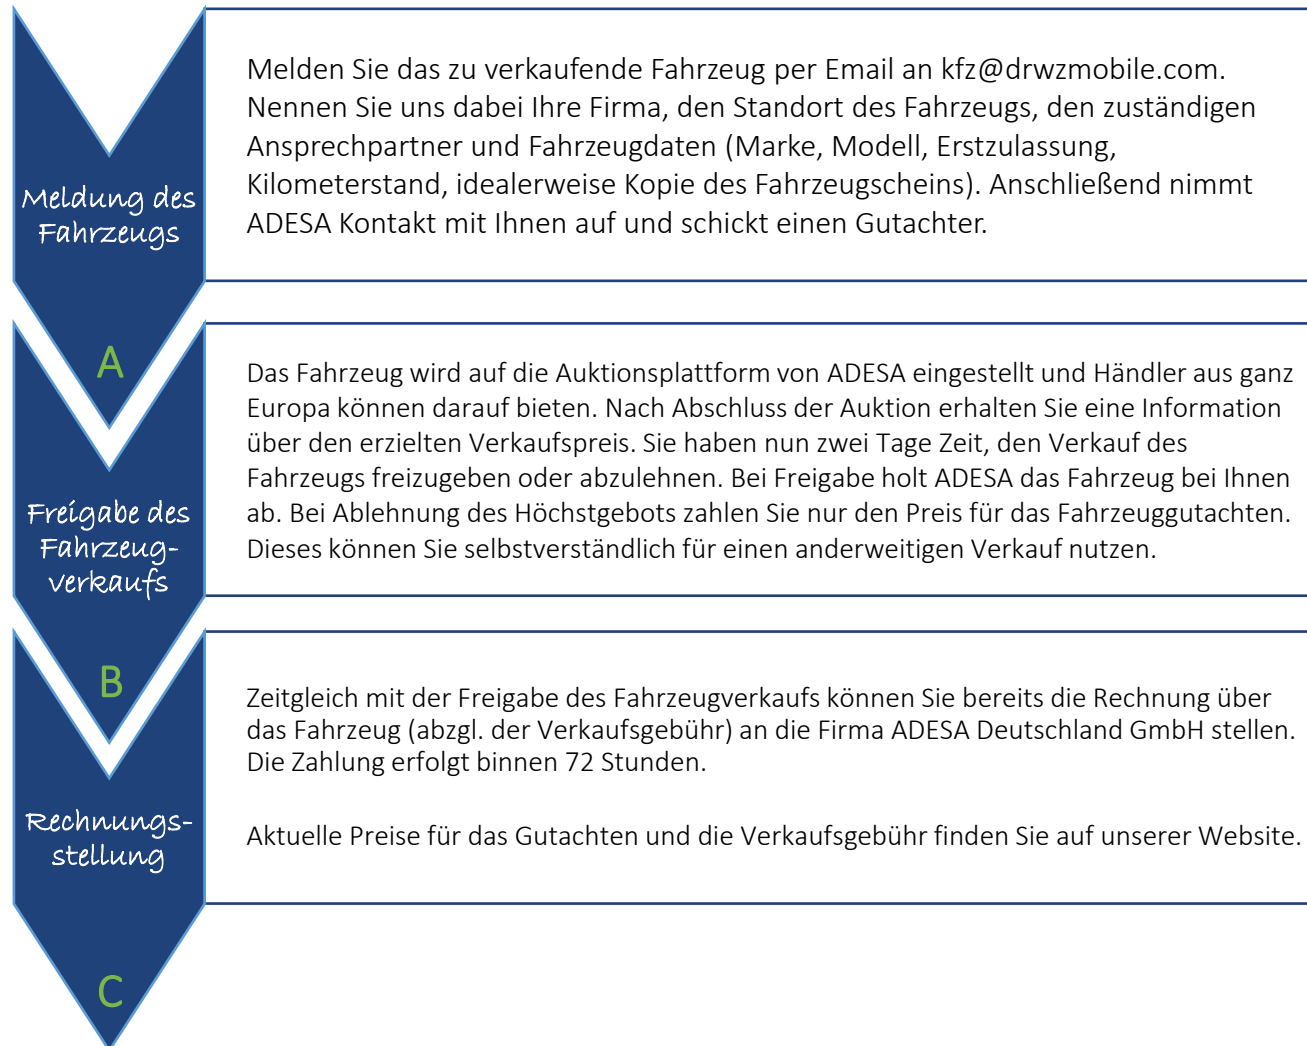 Meldung des
Fahrzeugs
A
Melden Sie das zu verkaufende Fahrzeug per Email an kfz@drwzmobile.com.
Nennen Sie uns dabei Ihre Firma, den Standort des Fahrzeugs, den zuständigen
Ansprechpartner und Fahrzeugdaten (Marke, Modell, Erstzulassung,
Kilometerstand, idealerweise Kopie des Fahrzeugscheins). Anschließend nimmt
ADESA Kontakt mit Ihnen auf und schickt einen Gutachter.
Freigabe des
Fahrzeug-
verkaufs
B
Das Fahrzeug wird auf die Auktionsplattform von ADESA eingestellt und Händler aus ganz
Europa können darauf bieten. Nach Abschluss der Auktion erhalten Sie eine Information
über den erzielten Verkaufspreis. Sie haben nun zwei Tage Zeit, den Verkauf des
Fahrzeugs freizugeben oder abzulehnen. Bei Freigabe holt ADESA das Fahrzeug bei Ihnen
ab. Bei Ablehnung des Höchstgebots zahlen Sie nur den Preis für das Fahrzeuggutachten.
Dieses können Sie selbstverständlich für einen anderweitigen Verkauf nutzen.
Rechnungs-
stellung
C
Zeitgleich mit der Freigabe des Fahrzeugverkaufs können Sie bereits die Rechnung über
das Fahrzeug (abzgl. der Verkaufsgebühr) an die Firma ADESA Deutschland GmbH stellen.
Die Zahlung erfolgt binnen 72 Stunden.
Aktuelle Preise für das Gutachten und die Verkaufsgebühr finden Sie auf unserer Website.